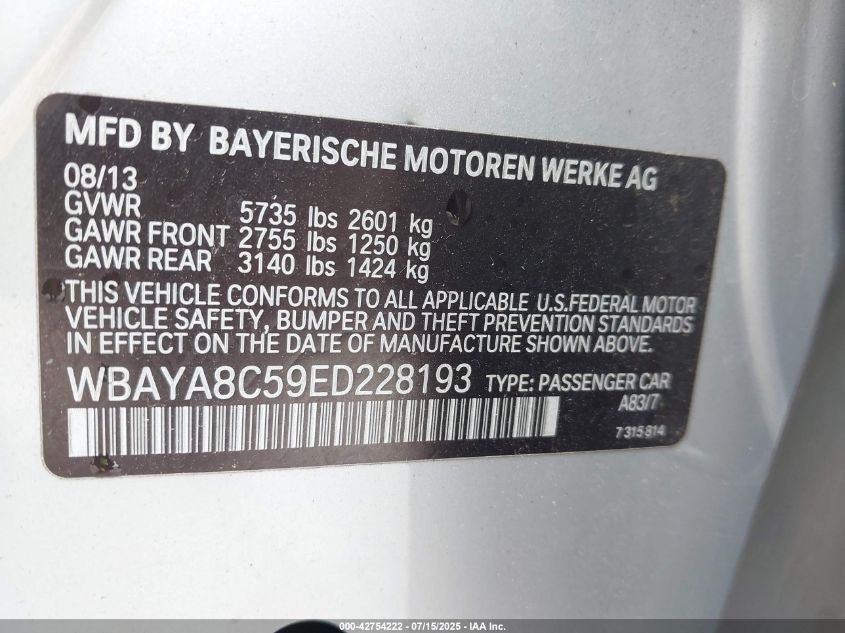 MFD BY BAYERISCHE MOTOREN WERKE AG
08/13
GVWR 5735 lbs 2601 kg
GAWR FRONT 2755 lbs 1250 kg
GAWR REAR 3140 lbs 1424 kg
THIS VEHICLE CONFORMS TO ALL APPLICABLE U.S.FEDERAL MOTOR
VEHICLE SAFETY, BUMPER AND THEFT PREVENTION STANDARDS
IN EFFECT ON THE DATE OF MANUFACTURE SHOWN ABOVE.
WBAYA8C59ED228193 TYPE: PASSENGER CAR
A83/7
7 315 814
000-42754222 - 07/15/2025 - IAA Inc.